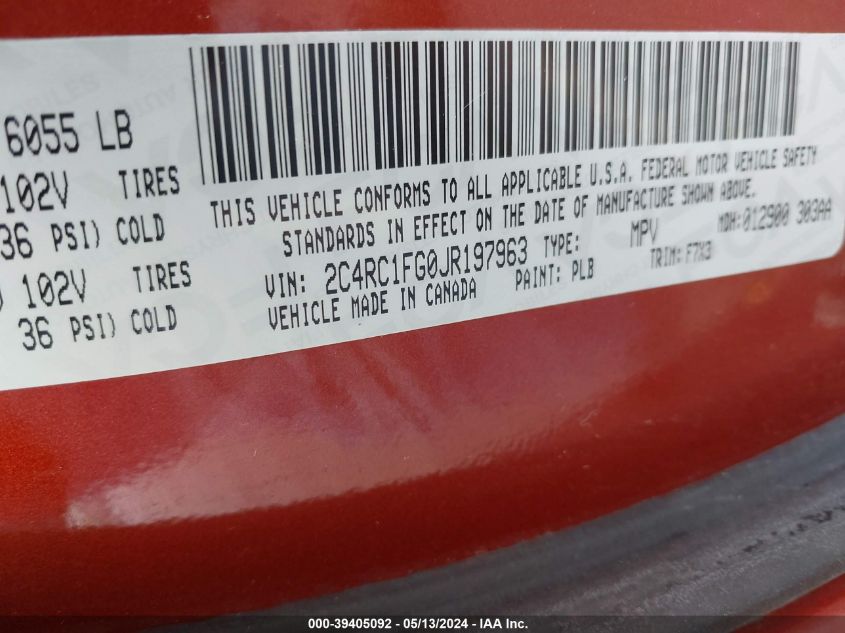 6055 LB
102V TIRES
36 PSI) COLD
102V TIRES
36 PSI) COLD
THIS VEHICLE CONFORMS TO ALL APPLICABLE U.S.A. FEDERAL MOTOR VEHICLE SAFETY
STANDARDS IN EFFECT ON THE DATE OF MANUFACTURE SHOWN ABOVE.
VIN: 2C4RC1FG0JR197963 TYPE: MPV MDH: 012900 303AA
VEHICLE MADE IN CANADA PAINT: PLB TRIM: F7X3
000-39405092 - 05/13/2024 - IAA Inc.